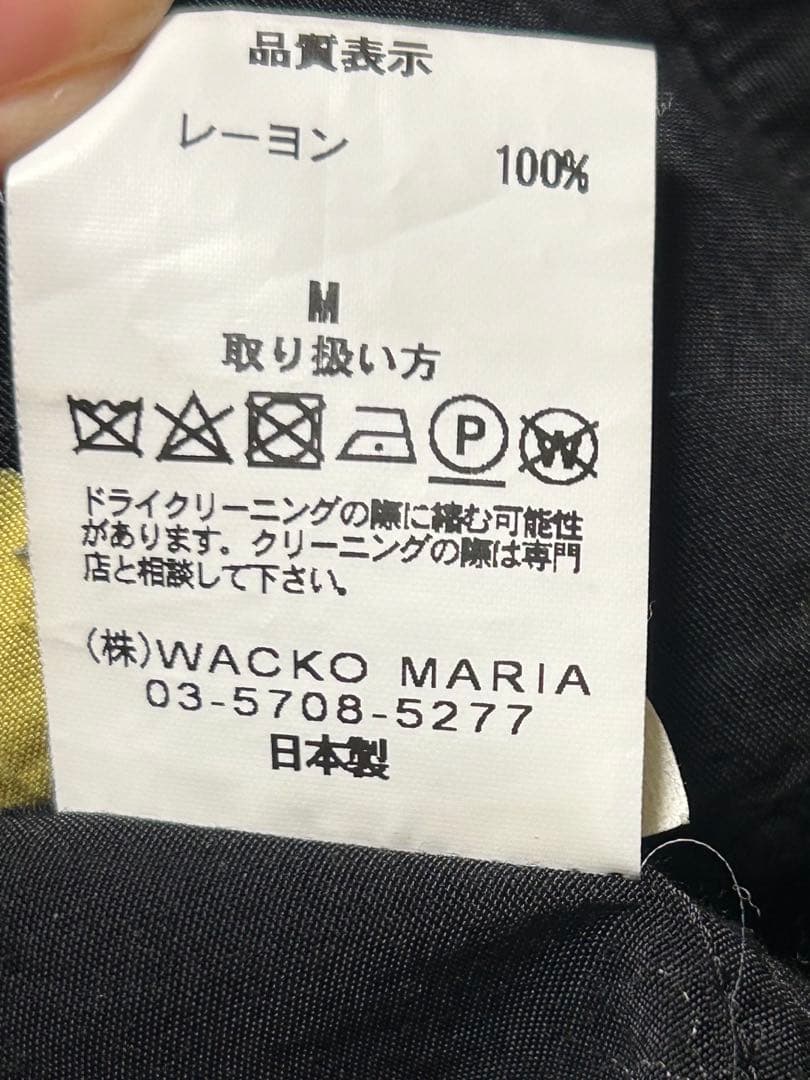 品質表示
レーヨン 100%
M
取り扱い方
P W
ドライクリーニングの際に縮む可能性
があります。クリーニングの際は専門
店と相談して下さい。
(株)WACKO MARIA
03-5708-5277
日本製